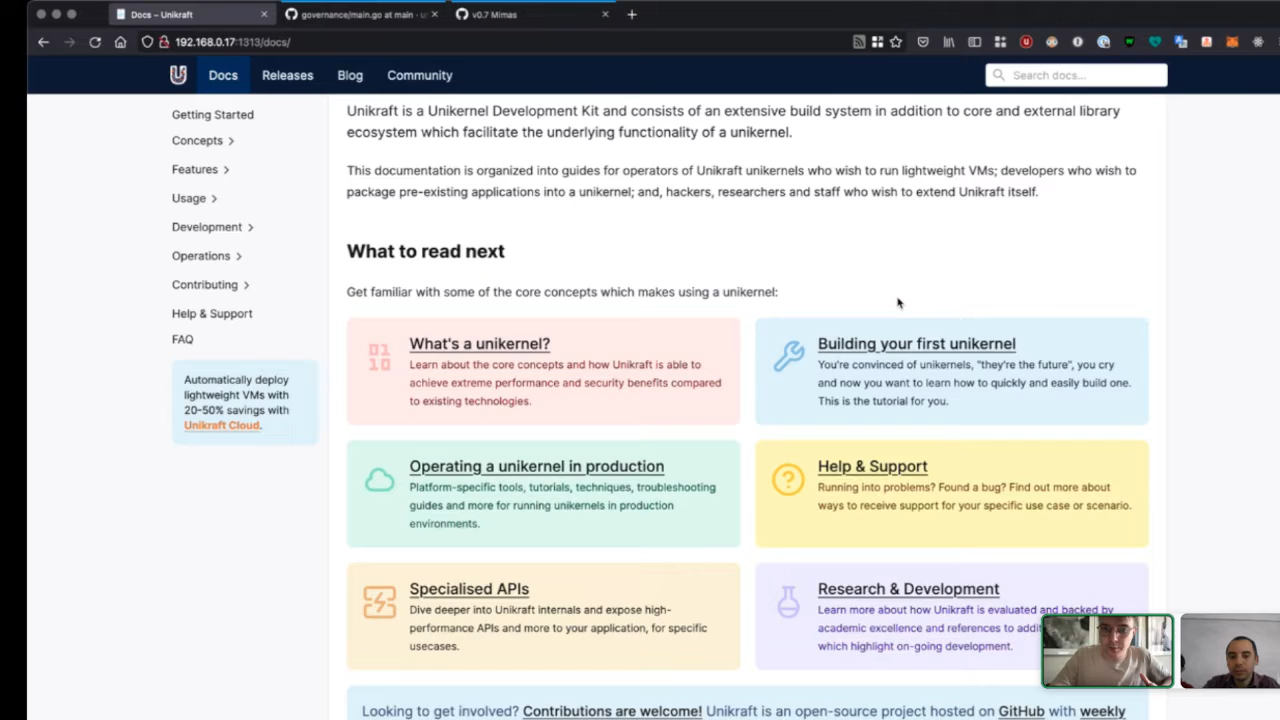 Docs – Unikraft
governance/main.go at main · u
v0.7 Mimas
192.168.0.17:1313/docs/
Docs
Releases
Blog
Community
Search docs...
Getting Started
Concepts
Features
Usage
Development
Operations
Contributing
Help & Support
FAQ
Automatically deploy
lightweight VMs with
20-50% savings with
Unikraft Cloud.
Unikraft is a Unikernel Development Kit and consists of an extensive build system in addition to core and external library
ecosystem which facilitate the underlying functionality of a unikernel.
This documentation is organized into guides for operators of Unikraft unikernels who wish to run lightweight VMs; developers who wish to
package pre-existing applications into a unikernel; and, hackers, researchers and staff who wish to extend Unikraft itself.
What to read next
Get familiar with some of the core concepts which makes using a unikernel:
What's a unikernel?
Learn about the core concepts and how Unikraft is able to
achieve extreme performance and security benefits compared
to existing technologies.
Building your first unikernel
You're convinced of unikernels, "they're the future", you cry
and now you want to learn how to quickly and easily build one.
This is the tutorial for you.
Operating a unikernel in production
Platform-specific tools, tutorials, techniques, troubleshooting
guides and more for running unikernels in production
environments.
Help & Support
Running into problems? Found a bug? Find out more about
ways to receive support for your specific use case or scenario.
Specialised APIs
Dive deeper into Unikraft internals and expose high-
performance APIs and more to your application, for specific
usecases.
Research & Development
Learn more about how Unikraft is evaluated and backed by
academic excellence and references to
which highlight on-going development.
Looking to get involved? Contributions are welcome! Unikraft is an open-source project hosted on GitHub with weekly